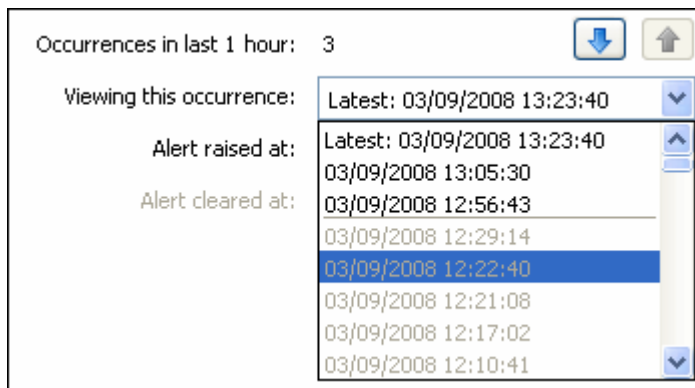 Occurrences in last 1 hour: 3
Viewing this occurrence: Latest: 03/09/2008 13:23:40
Alert raised at: Latest: 03/09/2008 13:23:40
03/09/2008 13:05:30
Alert cleared at: 03/09/2008 12:56:43
03/09/2008 12:29:14
03/09/2008 12:22:40
03/09/2008 12:21:08
03/09/2008 12:17:02
03/09/2008 12:10:41